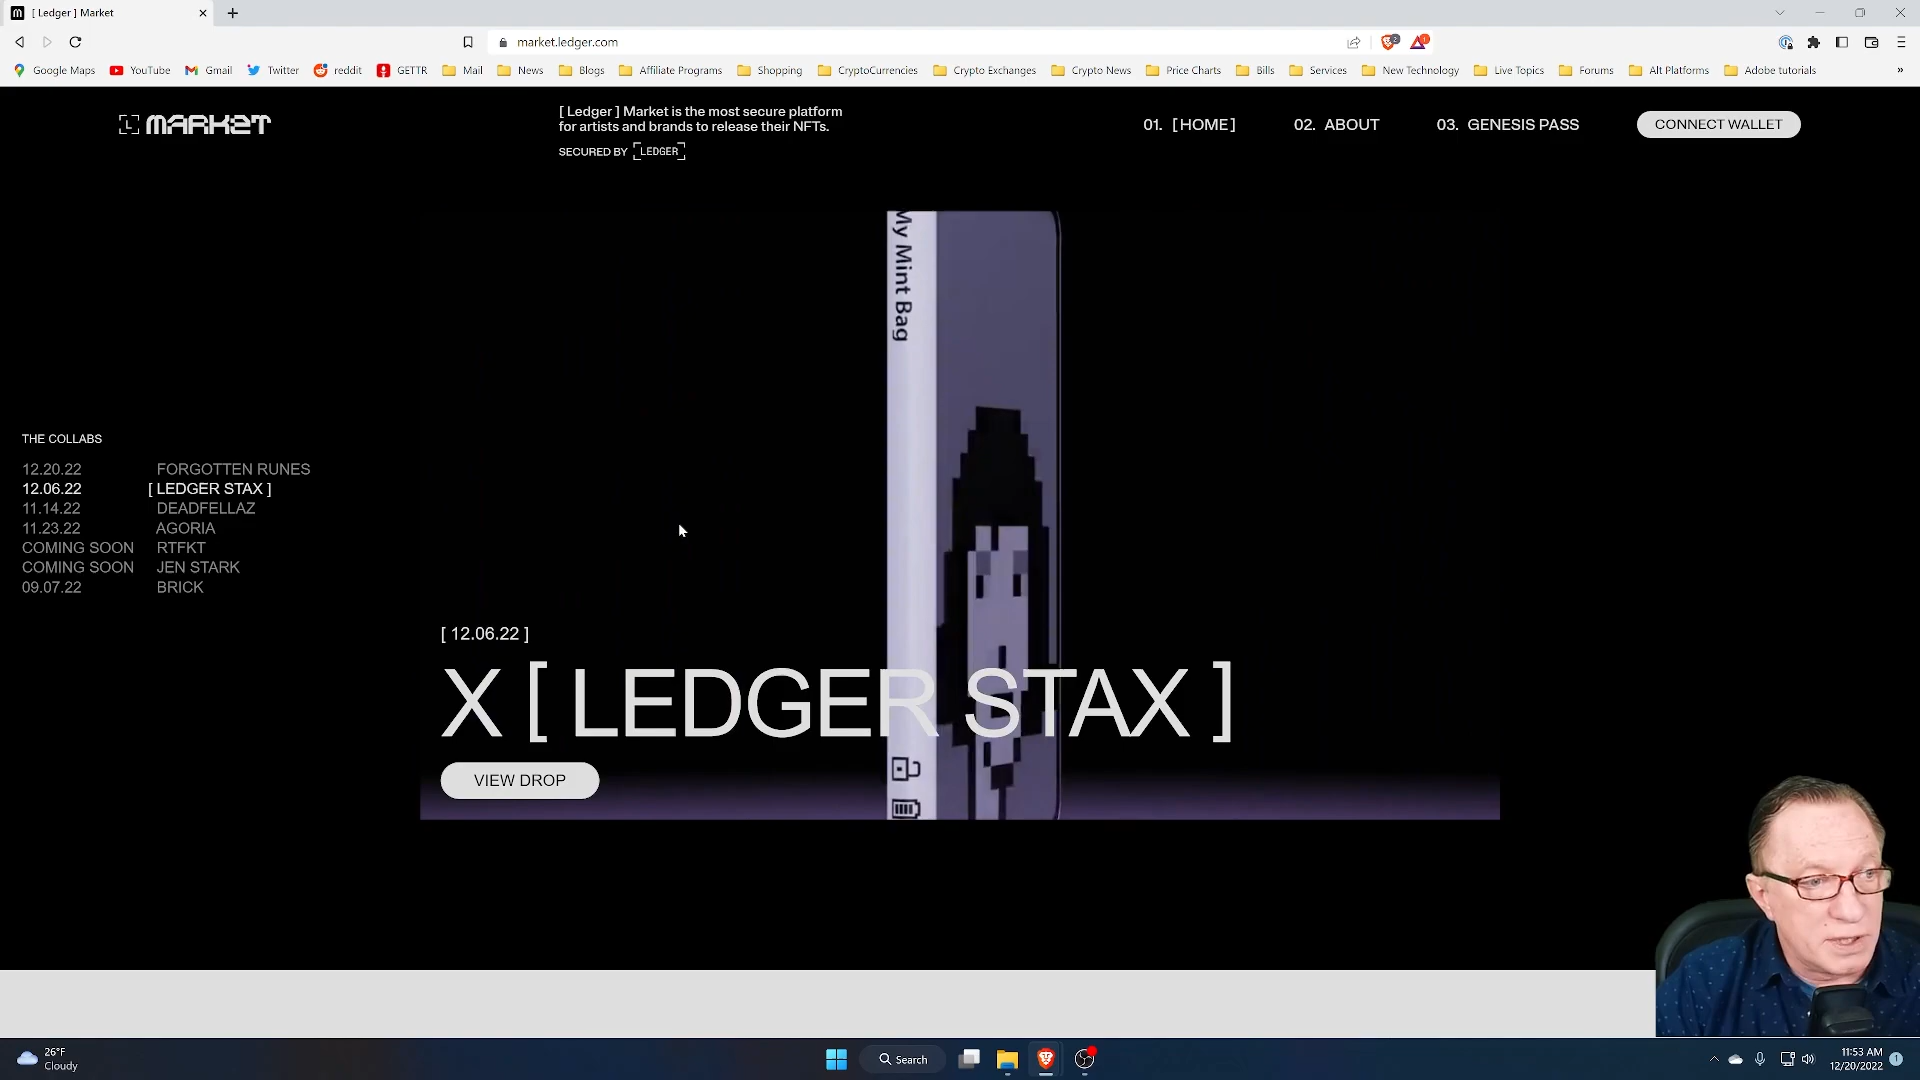 [ Ledger ] Market
market.ledger.com
2
1
Google Maps
YouTube
Gmail
Twitter
reddit
GETTR
Mail
News
Blogs
Affiliate Programs
Shopping
CryptoCurrencies
Crypto Exchanges
Crypto News
Price Charts
Bills
Services
New Technology
Live Topics
Forums
Alt Platforms
Adobe tutorials
»
[L] MARKET
[ Ledger ] Market is the most secure platform
for artists and brands to release their NFTs.
SECURED BY [LEDGER]
01. [HOME]
02. ABOUT
03. GENESIS PASS
CONNECT WALLET
My Mint Bag
THE COLLABS
12.20.22 FORGOTTEN RUNES
12.06.22 [ LEDGER STAX ]
11.14.22 DEADFELLAZ
11.23.22 AGORIA
COMING SOON RTFKT
COMING SOON JEN STARK
09.07.22 BRICK
[ 12.06.22 ]
X [ LEDGER STAX ]
VIEW DROP
26°F
Cloudy
Search
11:53 AM
12/20/2022
1